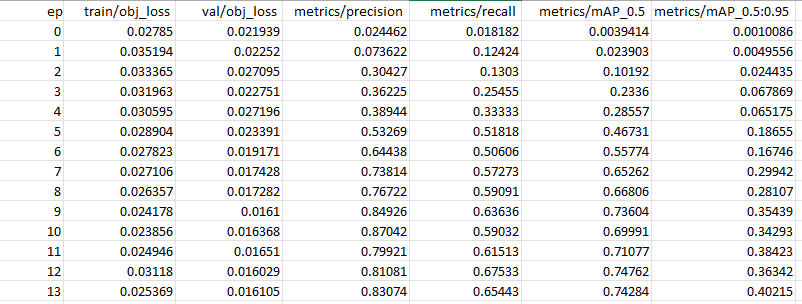 ep train/obj_loss val/obj_loss metrics/precision metrics/recall metrics/mAP_0.5 metrics/mAP_0.5:0.95
0 0.02785 0.021939 0.024462 0.018182 0.0039414 0.0010086
1 0.035194 0.02252 0.073622 0.12424 0.023903 0.0049556
2 0.033365 0.027095 0.30427 0.1303 0.10192 0.024435
3 0.031963 0.022751 0.36225 0.25455 0.2336 0.067869
4 0.030595 0.027196 0.38944 0.33333 0.28557 0.065175
5 0.028904 0.023391 0.53269 0.51818 0.46731 0.18655
6 0.027823 0.019171 0.64438 0.50606 0.55774 0.16746
7 0.027106 0.017428 0.73814 0.57273 0.65262 0.29942
8 0.026357 0.017282 0.76722 0.59091 0.66806 0.28107
9 0.024178 0.0161 0.84926 0.63636 0.73604 0.35439
10 0.023856 0.016368 0.87042 0.59032 0.69991 0.34293
11 0.024946 0.01651 0.79921 0.61513 0.71077 0.38423
12 0.03118 0.016029 0.81081 0.67533 0.74762 0.36342
13 0.025369 0.016105 0.83074 0.65443 0.74284 0.40215